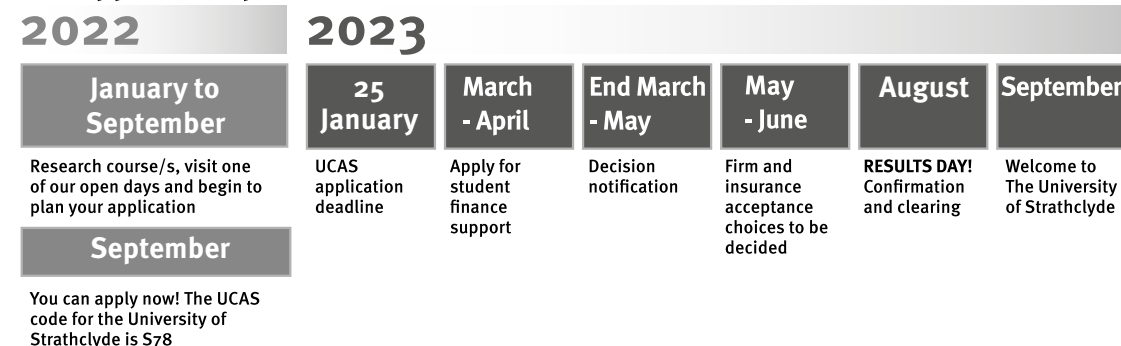 2022
January to
September
Research course/s, visit one
of our open days and begin to
plan your application
September
You can apply now! The UCAS
code for the University of
Strathclyde is S78
2023
25
January
UCAS
application
deadline
March
- April
Apply for
student
finance
support
End March
- May
Decision
notification
May
- June
Firm and
insurance
acceptance
choices to be
decided
August
RESULTS DAY!
Confirmation
and clearing
September
Welcome to
The University
of Strathclyde